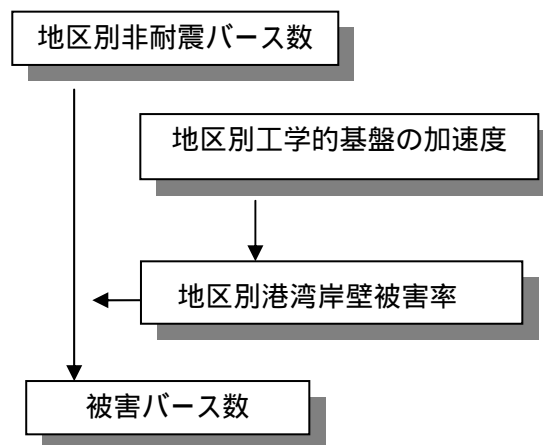 地区別非耐震バース数
地区別工学的基盤の加速度
地区別港湾岸壁被害率
被害バース数